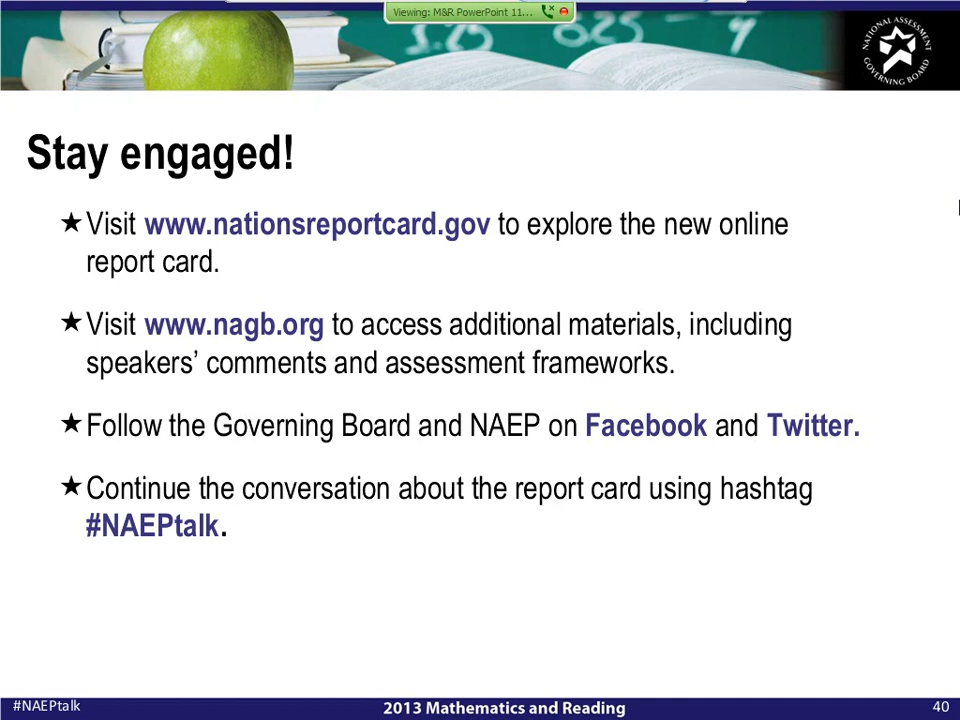 Viewing: M&R PowerPoint 11...
NATIONAL ASSESSMENT
GOVERNING BOARD
Stay engaged!
★Visit www.nationsreportcard.gov to explore the new online
report card.
★Visit www.nagb.org to access additional materials, including
speakers’ comments and assessment frameworks.
★Follow the Governing Board and NAEP on Facebook and Twitter.
★Continue the conversation about the report card using hashtag
#NAEPtalk.
#NAEPtalk
2013 Mathematics and Reading
40